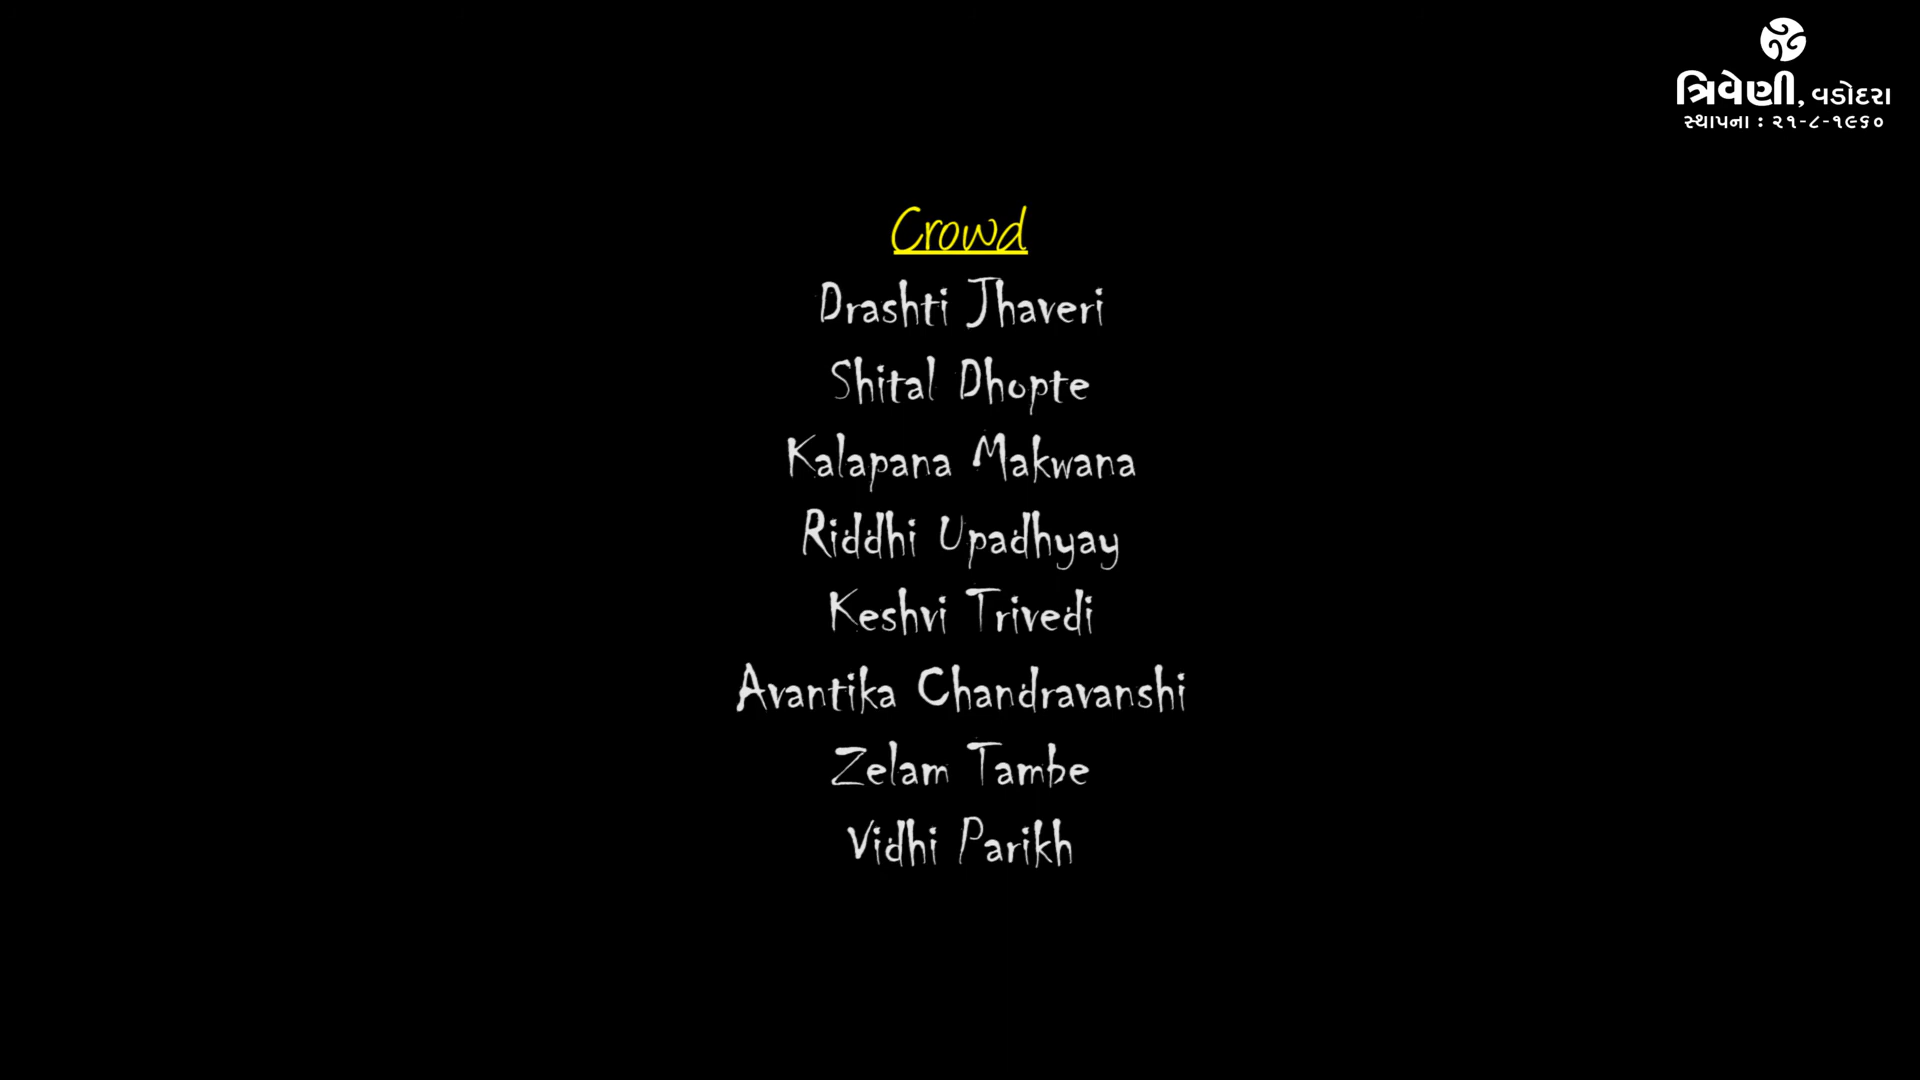 ત્રિવેણી, વડોદરા
સ્થાપના : ૨૧-૮-૧૯૬૦
Crowd
Drashti Jhaveri
Shital Dhopte
Kalapana Makwana
Riddhi Upadhyay
Keshvi Trivedi
Avantika Chandravanshi
Zelam Tambe
Vidhi Parikh